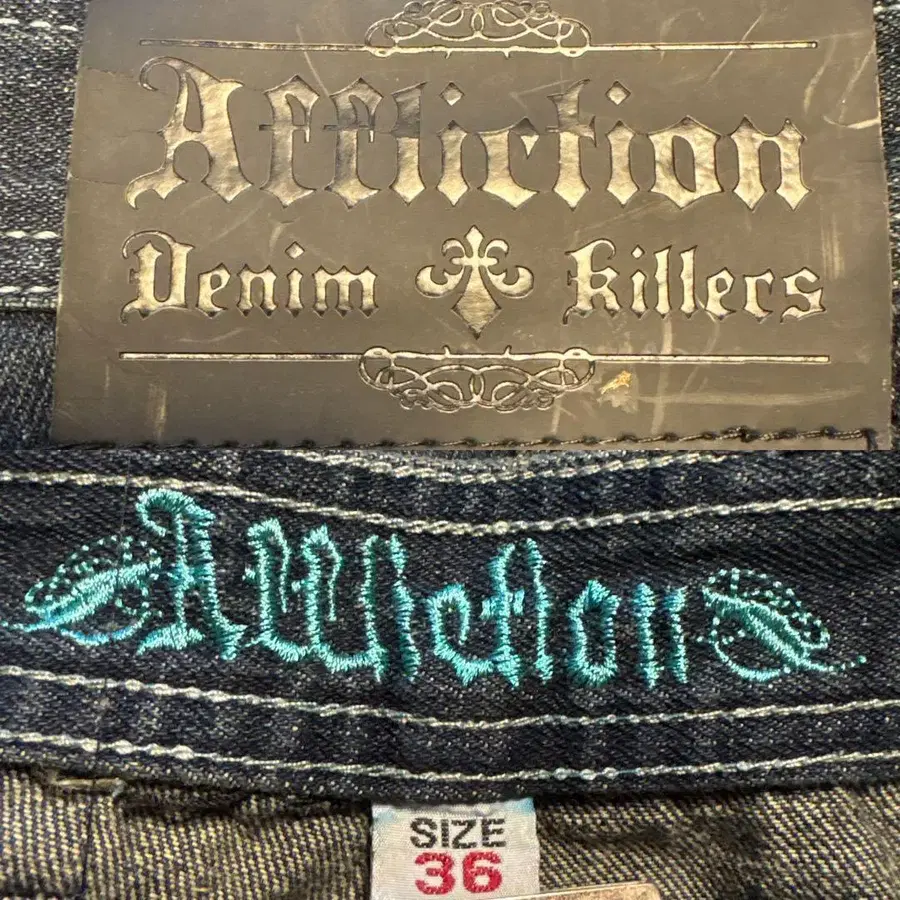 Affliction
Denim Killers
Affliction
SIZE
36